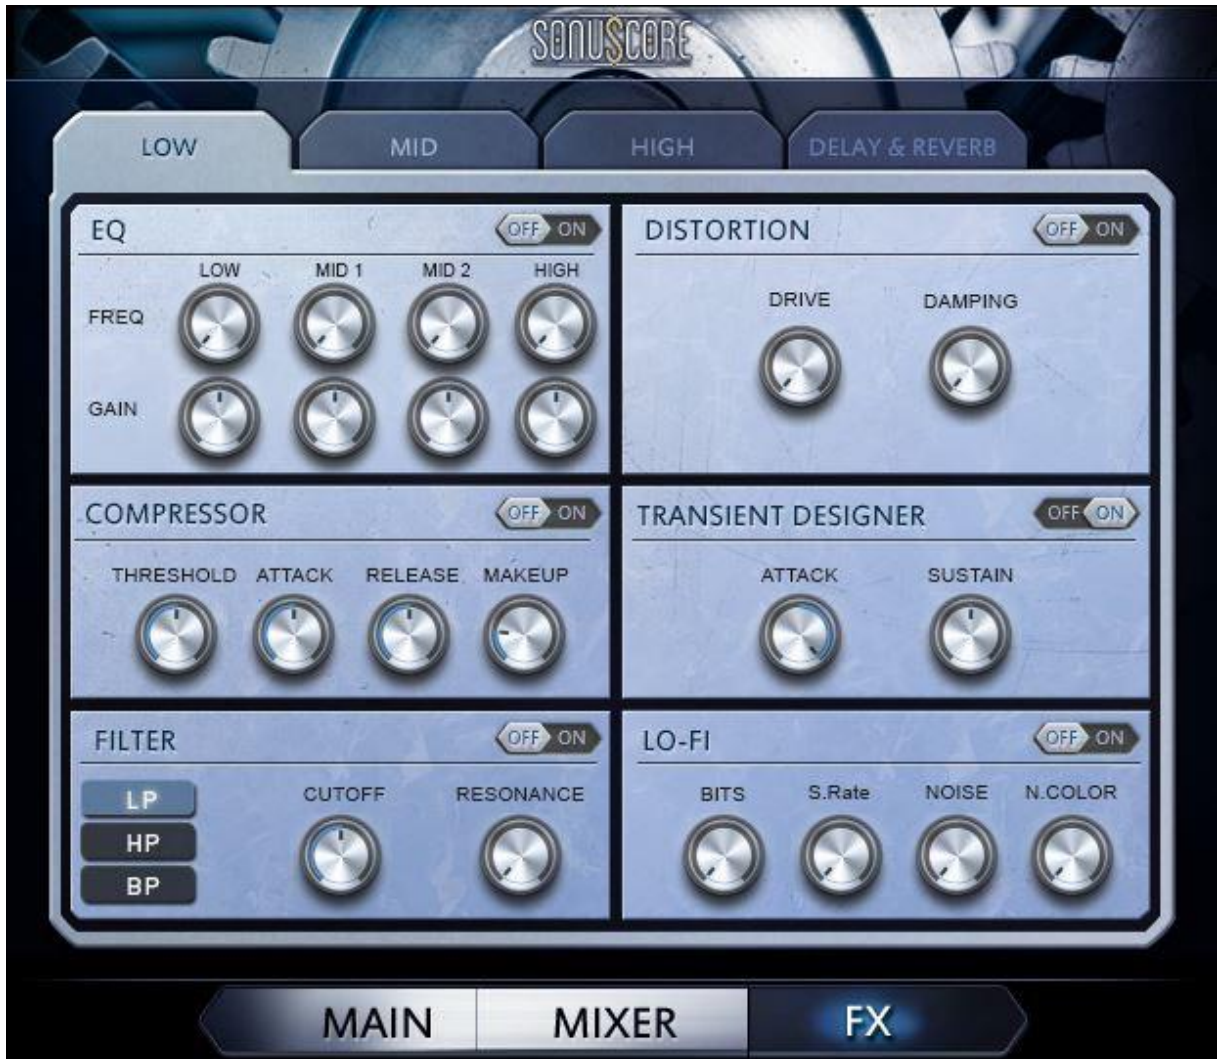 SONUSCORE
LOW MID HIGH DELAY & REVERB
EQ OFF ON
LOW MID 1 MID 2 HIGH
FREQ
GAIN
DISTORTION OFF ON
DRIVE DAMPING
COMPRESSOR OFF ON
THRESHOLD ATTACK RELEASE MAKEUP
TRANSIENT DESIGNER OFF ON
ATTACK SUSTAIN
FILTER OFF ON
LP
HP
BP
CUTOFF RESONANCE
LO-FI OFF ON
BITS S.Rate NOISE N.COLOR
MAIN MIXER FX